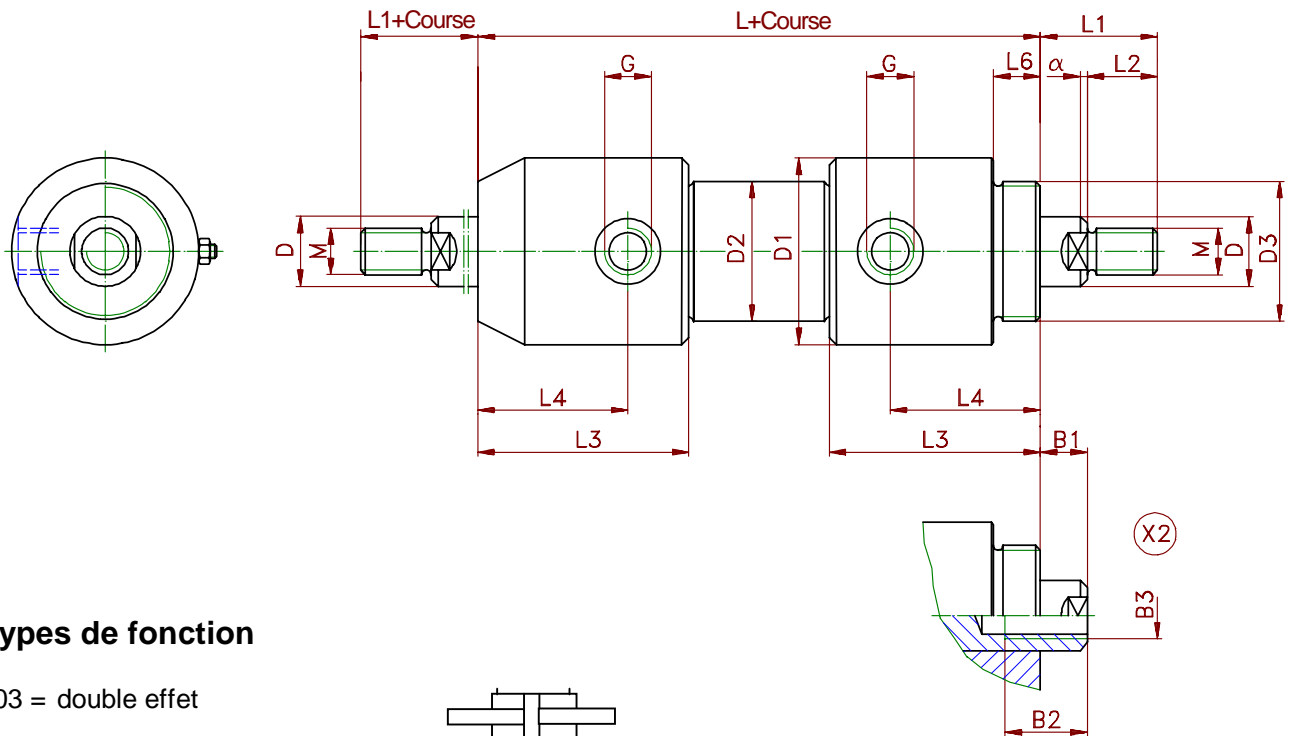 L1+Course L+Course L1
G G L6 α L2
D M D2 D1 M D D3
L4 L4
L3 L3 B1
X2
B3
ypes de fonction
03 = double effet
B2